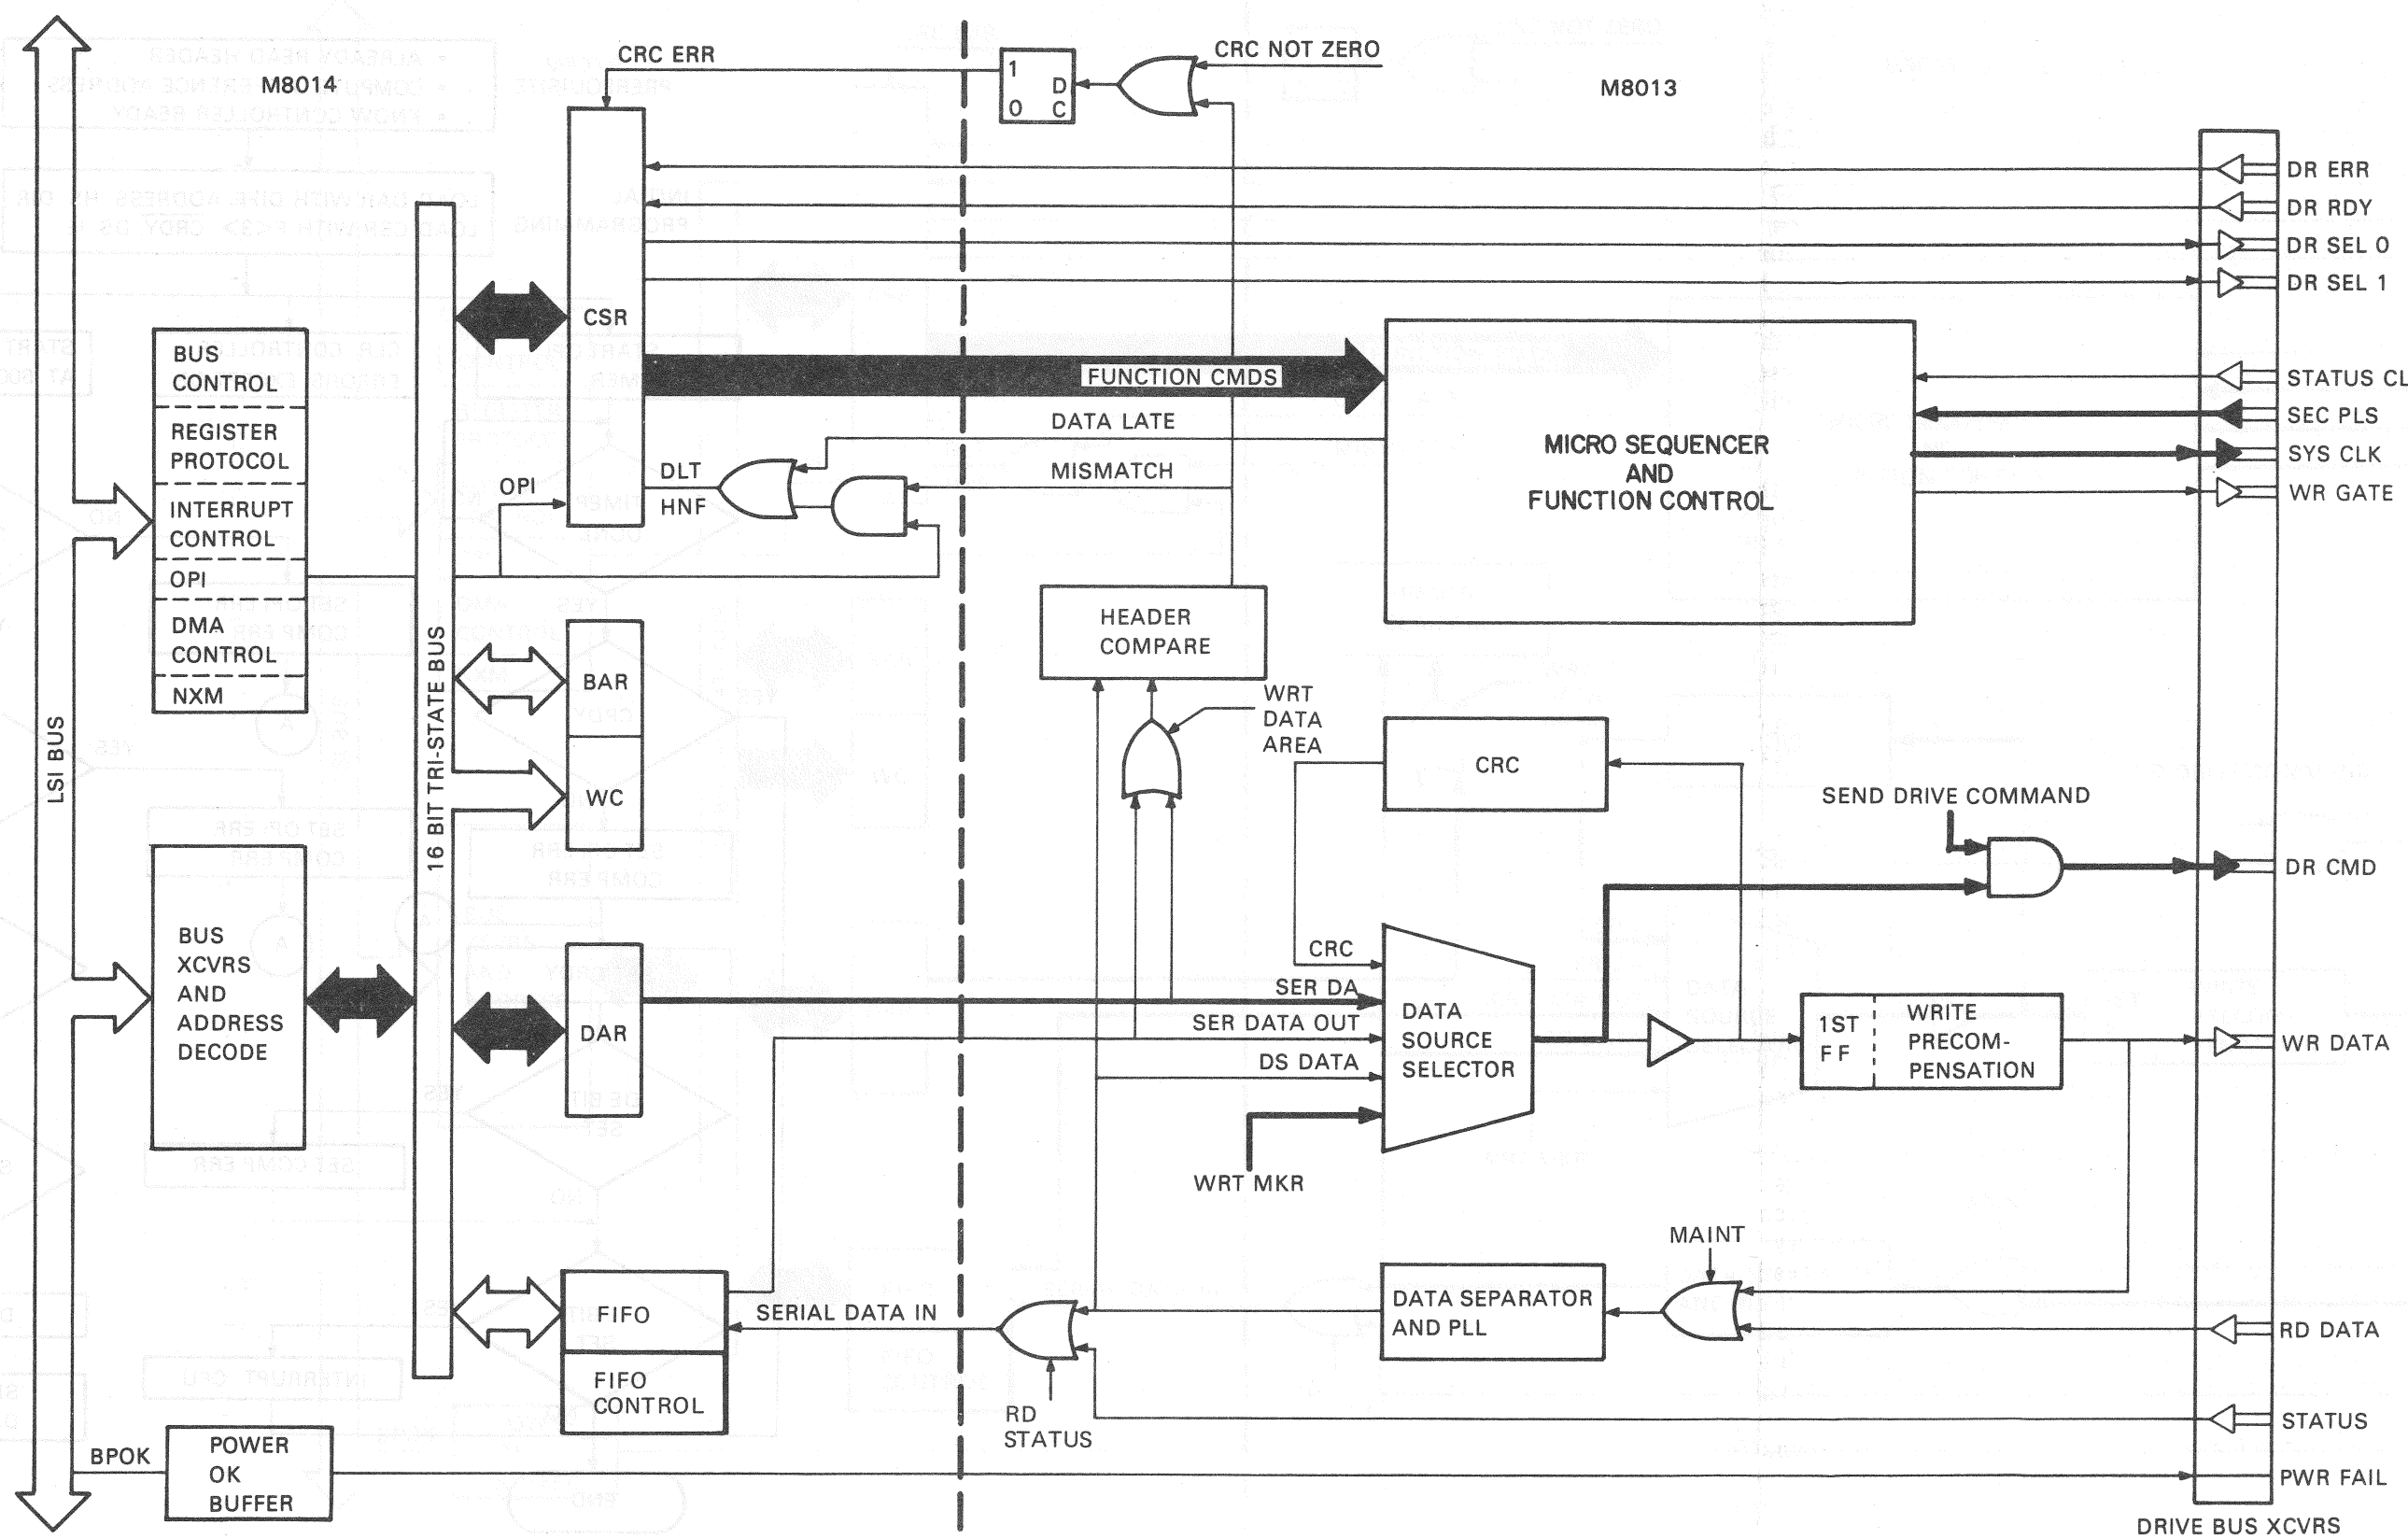 CRC ERR
CRC NOT ZERO
M8014
M8013
1
D
0
C
DR ERR
DR RDY
DR SEL 0
DR SEL 1
CSR
BUS
CONTROL
REGISTER
PROTOCOL
INTERRUPT
CONTROL
OPI
DMA
CONTROL
NXM
FUNCTION CMDS
DATA LATE
MISMATCH
DLT
HNF
OPI
MICRO SEQUENCER
AND
FUNCTION CONTROL
STATUS CL
SEC PLS
SYS CLK
WR GATE
HEADER
COMPARE
LSI BUS
16 BIT TRI-STATE BUS
BAR
WC
WRT
DATA
AREA
CRC
SEND DRIVE COMMAND
DR CMD
BUS
XCVRS
AND
ADDRESS
DECODE
DAR
CRC
SER DA
SER DATA OUT
DS DATA
WRT MKR
DATA
SOURCE
SELECTOR
1ST
FF
WRITE
PRECOM-
PENSATION
WR DATA
MAINT
FIFO
FIFO
CONTROL
SERIAL DATA IN
DATA SEPARATOR
AND PLL
RD DATA
RD
STATUS
STATUS
BPOK
POWER
OK
BUFFER
PWR FAIL
DRIVE BUS XCVRS